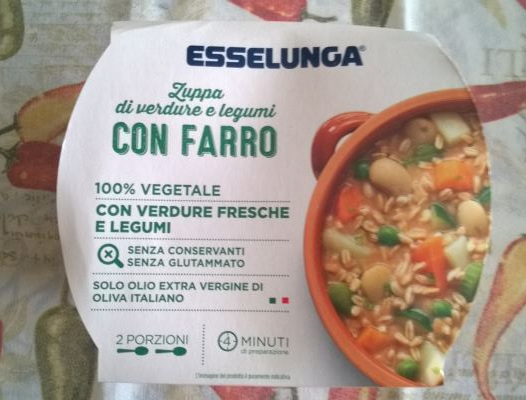 ESSELUNGA®
Zuppa
di verdure e legumi
CON FARRO
100% VEGETALE
CON VERDURE FRESCHE
E LEGUMI
SENZA CONSERVANTI
SENZA GLUTAMMATO
SOLO OLIO EXTRA VERGINE DI
OLIVA ITALIANO
2 PORZIONI
4 MINUTI
di preparazione
L'immagine del prodotto è puramente indicativa